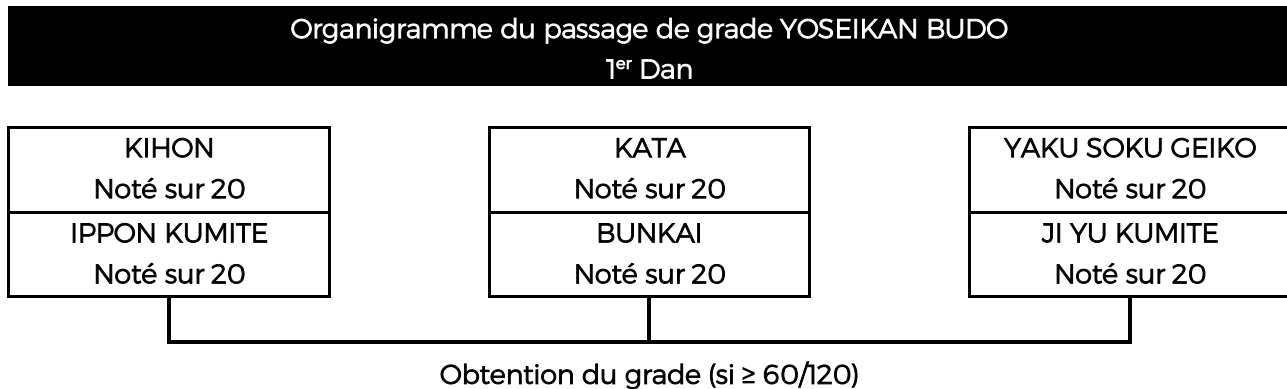 Organigramme du passage de grade YOSEIKAN BUDO
1er Dan
KIHON
Noté sur 20
IPPON KUMITE
Noté sur 20
KATA
Noté sur 20
BUNKAI
Noté sur 20
YAKU SOKU GEIKO
Noté sur 20
JI YU KUMITE
Noté sur 20
Obtention du grade (si ≥ 60/120)